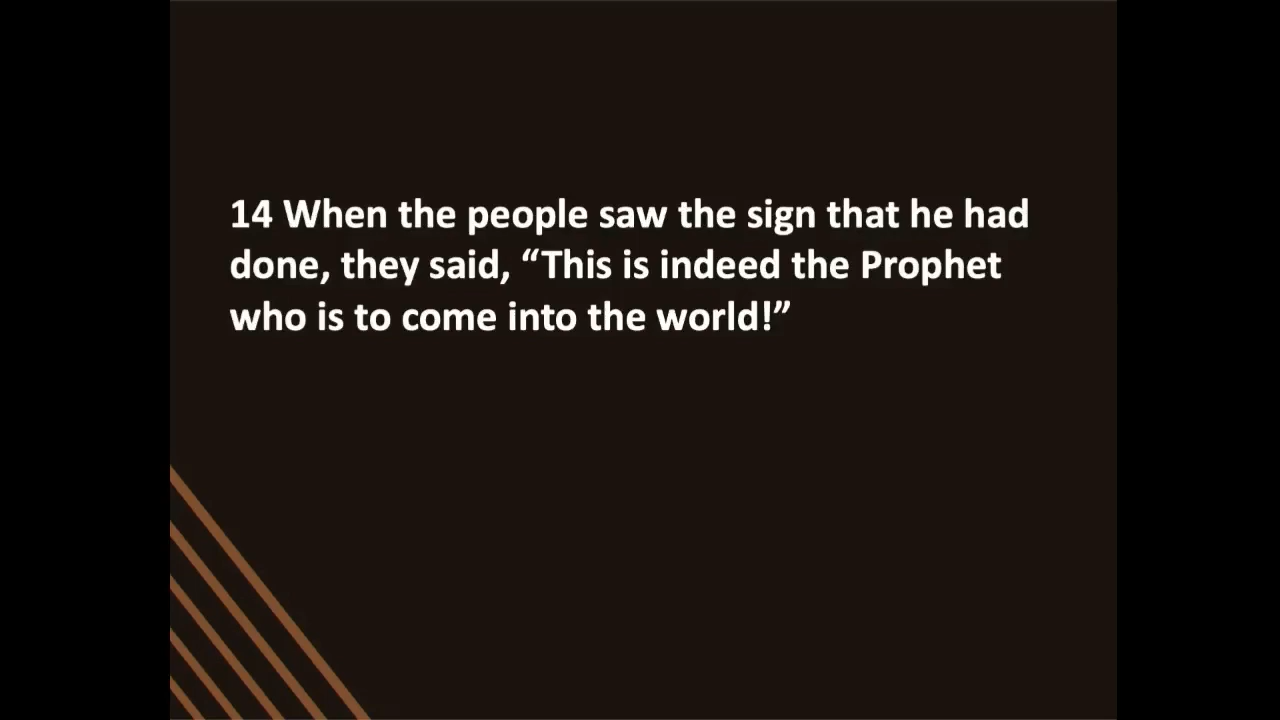 14 When the people saw the sign that he had
done, they said, “This is indeed the Prophet
who is to come into the world!”